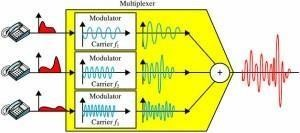 Multiplexer
Modulator
Carrier f₁
Modulator
Carrier f₂
Modulator
Carrier f₃
+